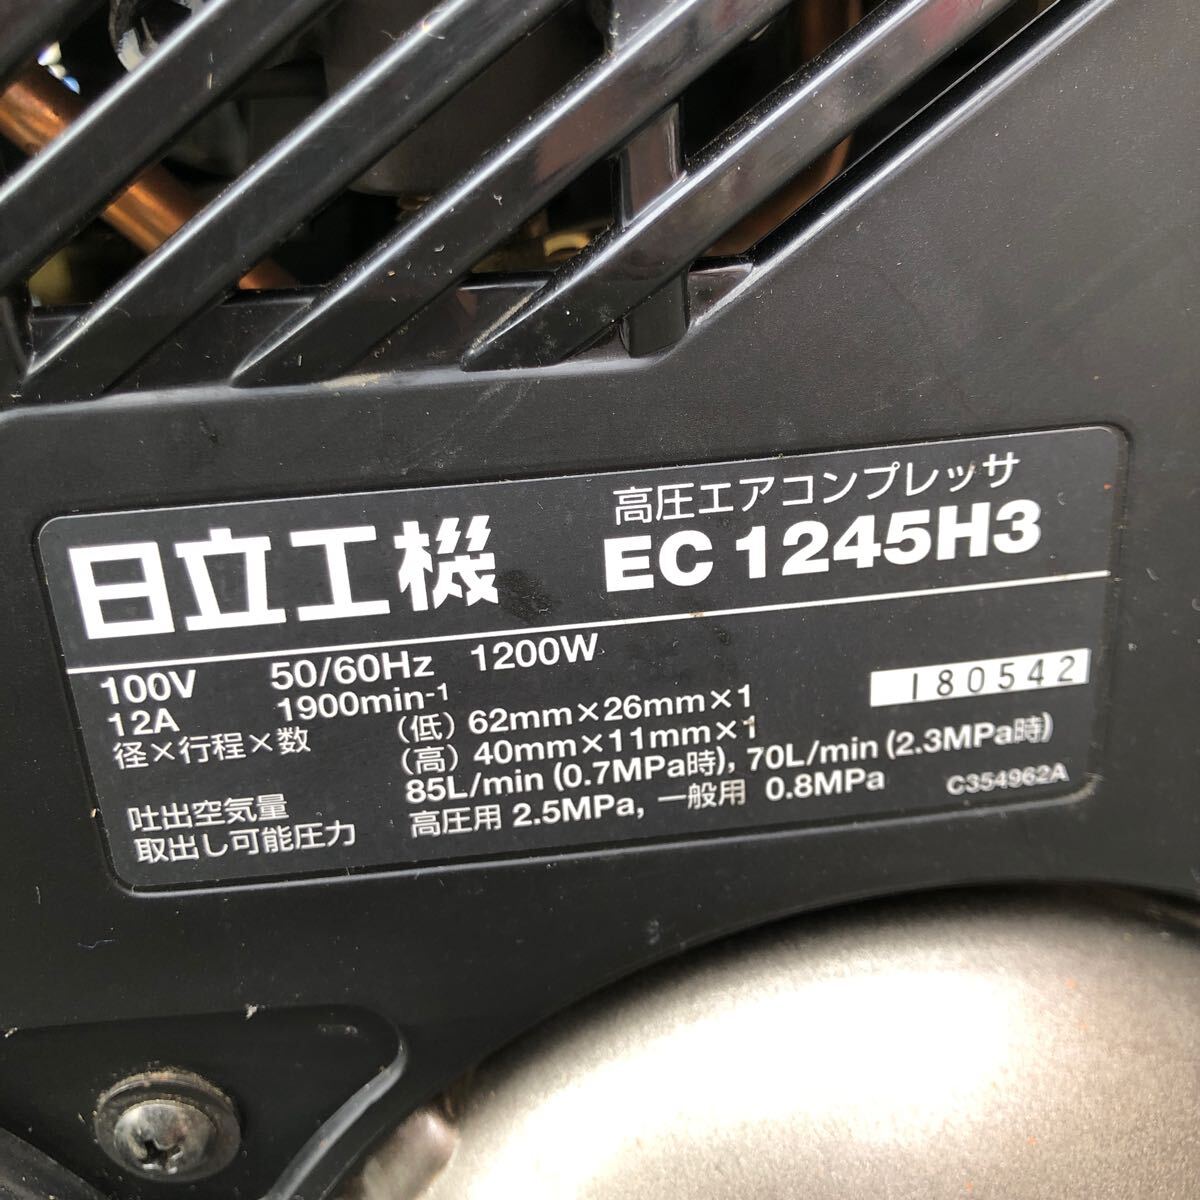 高圧エアコンプレッサ
日立工機 EC 1245H3
100V 50/60Hz 1200W
12A 1900min-1
180542
径×行程×数 (低) 62mm×26mm×1
(高) 40mm×11mm×1
吐出空気量 85L/min (0.7MPa時), 70L/min (2.3MPa時)
取出し可能圧力 高圧用 2.5MPa, 一般用 0.8MPa
C354962A